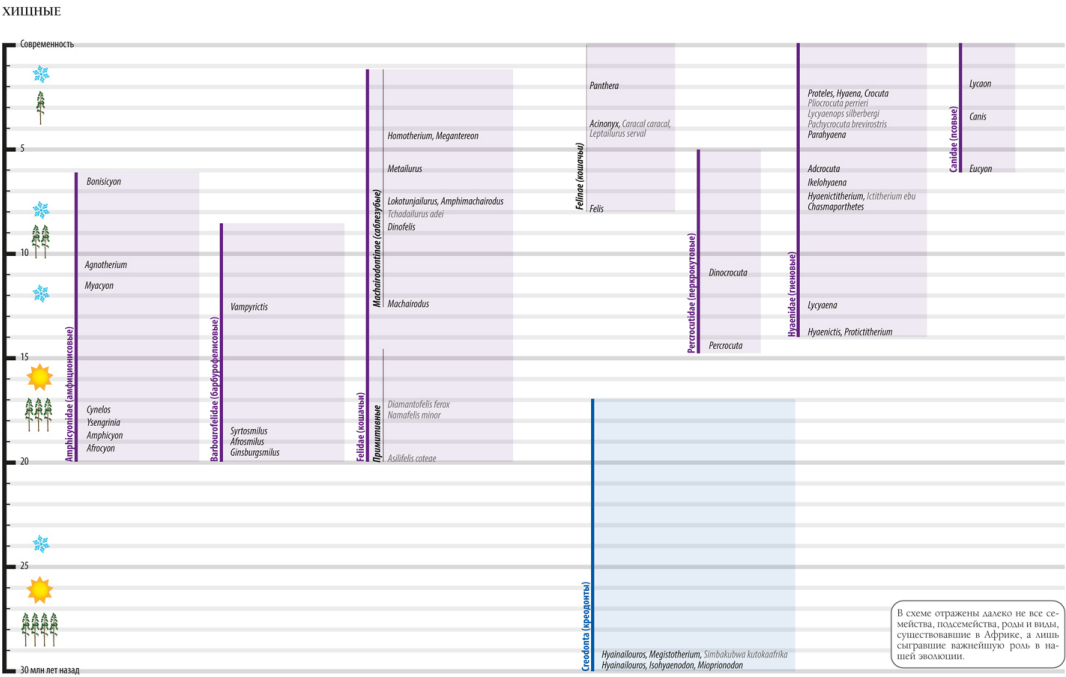 ХИЩНЫЕ
Современность
5
10
15
20
25
30 млн лет назад
Amphicyonidae (амфиционисовые)
Bonisicyon
Agnotherium
Myacyon
Cynelos
Ysengrinia
Amphicyon
Afrocyon
Barbourofelidae (барбурофелисовые)
Vampyrictis
Syrtosmilus
Afrosmilus
Ginsburgsmilus
Felidae (кошачьи)
Machairodontinae (саблезубые)
Homotherium, Megantereon
Metailurus
Lokotunjailurus, Amphimachairodus
Tchadailurus adei
Dinofelis
Machairodus
Примитивные
Diamantofelis ferox
Namafelis minor
Asilifelis coteae
Felinae (кошачьи)
Panthera
Acinonyx, Caracal caracal,
Leptailurus serval
Felis
Creodonta (креодонты)
Hyainailouros, Megistotherium, Simbakubwa kutokaafrika
Hyainailouros, Isohyaenodon, Mioprionodon
Percrocutidae (перкрокутовые)
Dinocrocuta
Percrocuta
Hyaenidae (гиеновые)
Proteles, Hyaena, Crocuta
Pliocrocuta perrieri
Lycyaenops silberbergi
Pachycrocuta brevirostris
Parahyaena
Adcrocuta
Ikelohyaena
Hyaenictitherium, Ictitherium ebu
Chasmaporthetes
Lycyaena
Hyaenictis, Protictitherium
Canidae (псовые)
Lycaon
Canis
Eucyon
В схеме отражены далеко не все се-
мейства, подсемейства, роды и виды,
существовавшие в Африке, а лишь
сыгравшие важнейшую роль в на-
шей эволюции.